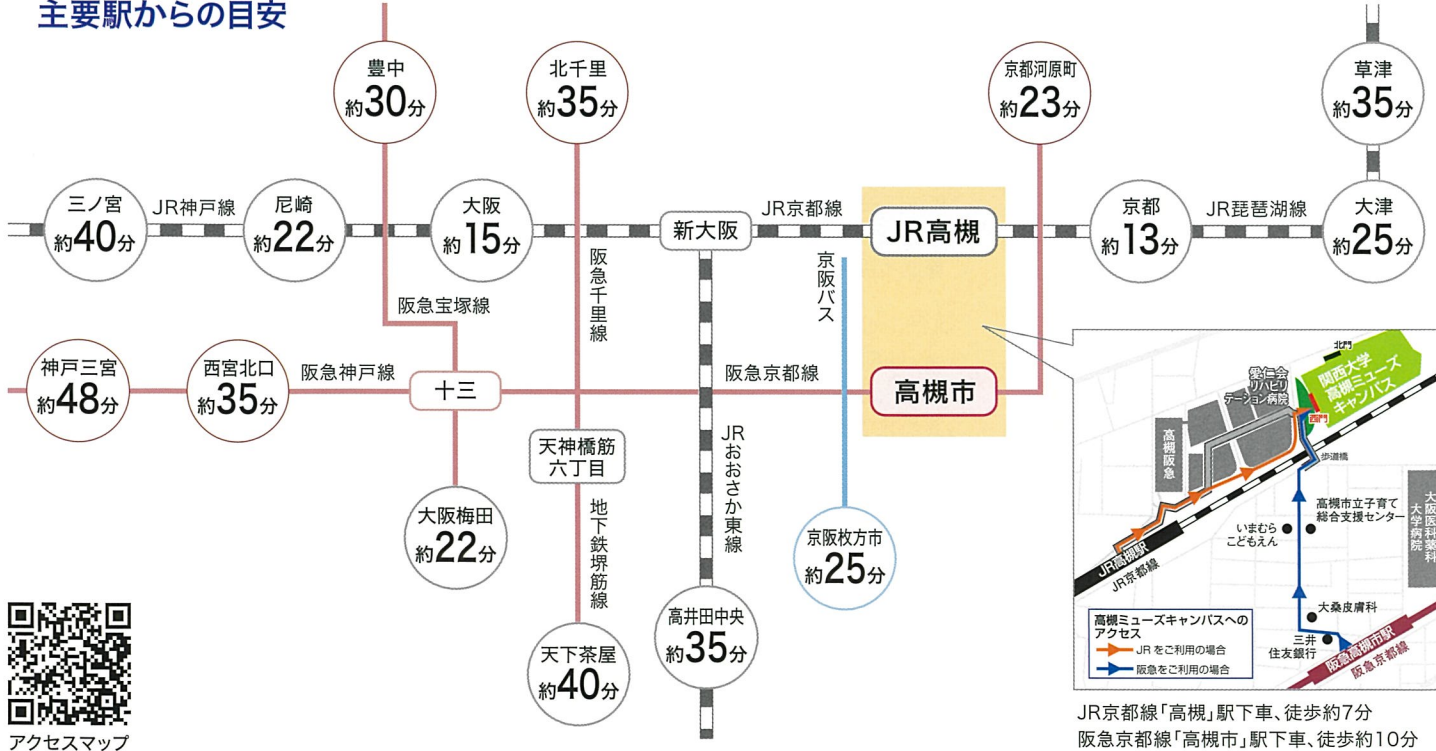 主要駅からの目安
豊中
約30分
北千里
約35分
京都河原町
約23分
草津
約35分
三ノ宮
約40分
JR神戸線
尼崎
約22分
大阪
約15分
新大阪
JR京都線
JR高槻
京都
約13分
JR琵琶湖線
大津
約25分
阪急宝塚線
阪急千里線
京阪バス
神戸三宮
約48分
西宮北口
約35分
阪急神戸線
十三
阪急京都線
高槻市
天神橋筋
六丁目
JRおおさか東線
大阪梅田
約22分
地下鉄堺筋線
京阪枚方市
約25分
天下茶屋
約40分
高井田中央
約35分
アクセスマップ
北門
関西大学
高槻ミューズ
キャンパス
愛仁会
リハビリ
テーション病院
西門
高槻阪急
歩道橋
高槻市立子育て
総合支援センター
いまむら
こどもえん
大阪医科薬科
大学病院
JR高槻駅
JR京都線
大桑皮膚科
三井
住友銀行
阪急高槻市駅
阪急京都線
高槻ミューズキャンパスへの
アクセス
JRをご利用の場合
阪急をご利用の場合
JR京都線「高槻」駅下車、徒歩約7分
阪急京都線「高槻市」駅下車、徒歩約10分